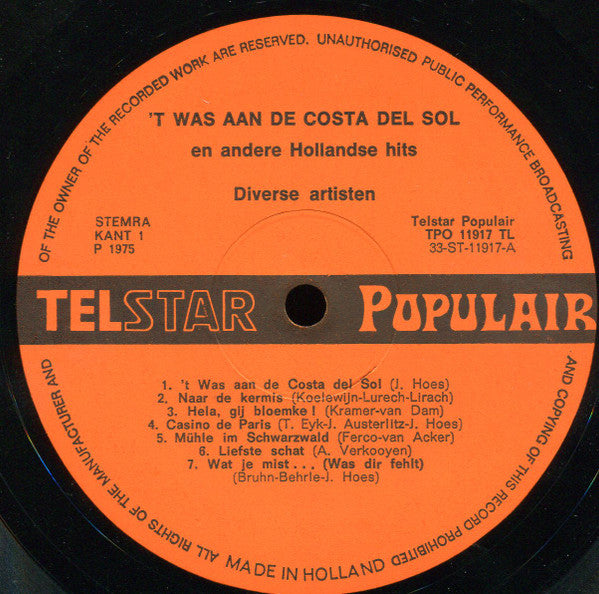 ALL RIGHTS OF THE MANUFACTURER AND OF THE OWNER OF THE RECORDED WORK ARE RESERVED. UNAUTHORISED PUBLIC PERFORMANCE BROADCASTING AND COPYING OF THIS RECORD PROHIBITED
'T WAS AAN DE COSTA DEL SOL
en andere Hollandse hits
Diverse artisten
STEMRA
KANT 1
P 1975
Telstar Populair
TPO 11917 TL
33-ST-11917-A
TELSTAR POPULAIR
1. 't Was aan de Costa del Sol (J. Hoes)
2. Naar de kermis (Koelewijn-Lurech-Lirach)
3. Hela, gij bloemke! (Kramer-van Dam)
4. Casino de Paris (T. Eyk-J. Austerlitz-J. Hoes)
5. Mühle im Schwarzwald (Ferco-van Acker)
6. Liefste schat (A. Verkooyen)
7. Wat je mist... (Was dir fehlt)
(Bruhn-Behrle-J. Hoes)
MADE IN HOLLAND